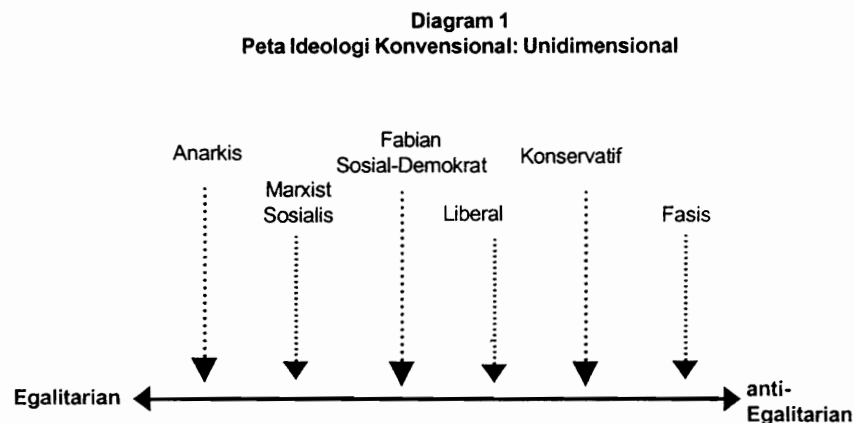 Diagram 1
Peta Ideologi Konvensional: Unidimensional
Anarkis
Marxist
Sosialis
Fabian
Sosial-Demokrat
Liberal
Konservatif
Fasis
Egalitarian
anti-
Egalitarian